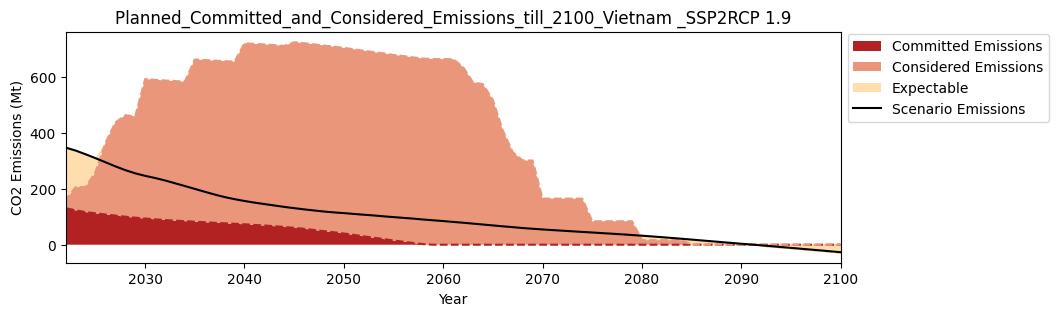 Planned_Committed_and_Considered_Emissions_till_2100_Vietnam _SSP2RCP 1.9
CO2 Emissions (Mt)
600
400
200
0
2030
2040
2050
2060
2070
2080
2090
2100
Year
Committed Emissions
Considered Emissions
Expectable
Scenario Emissions